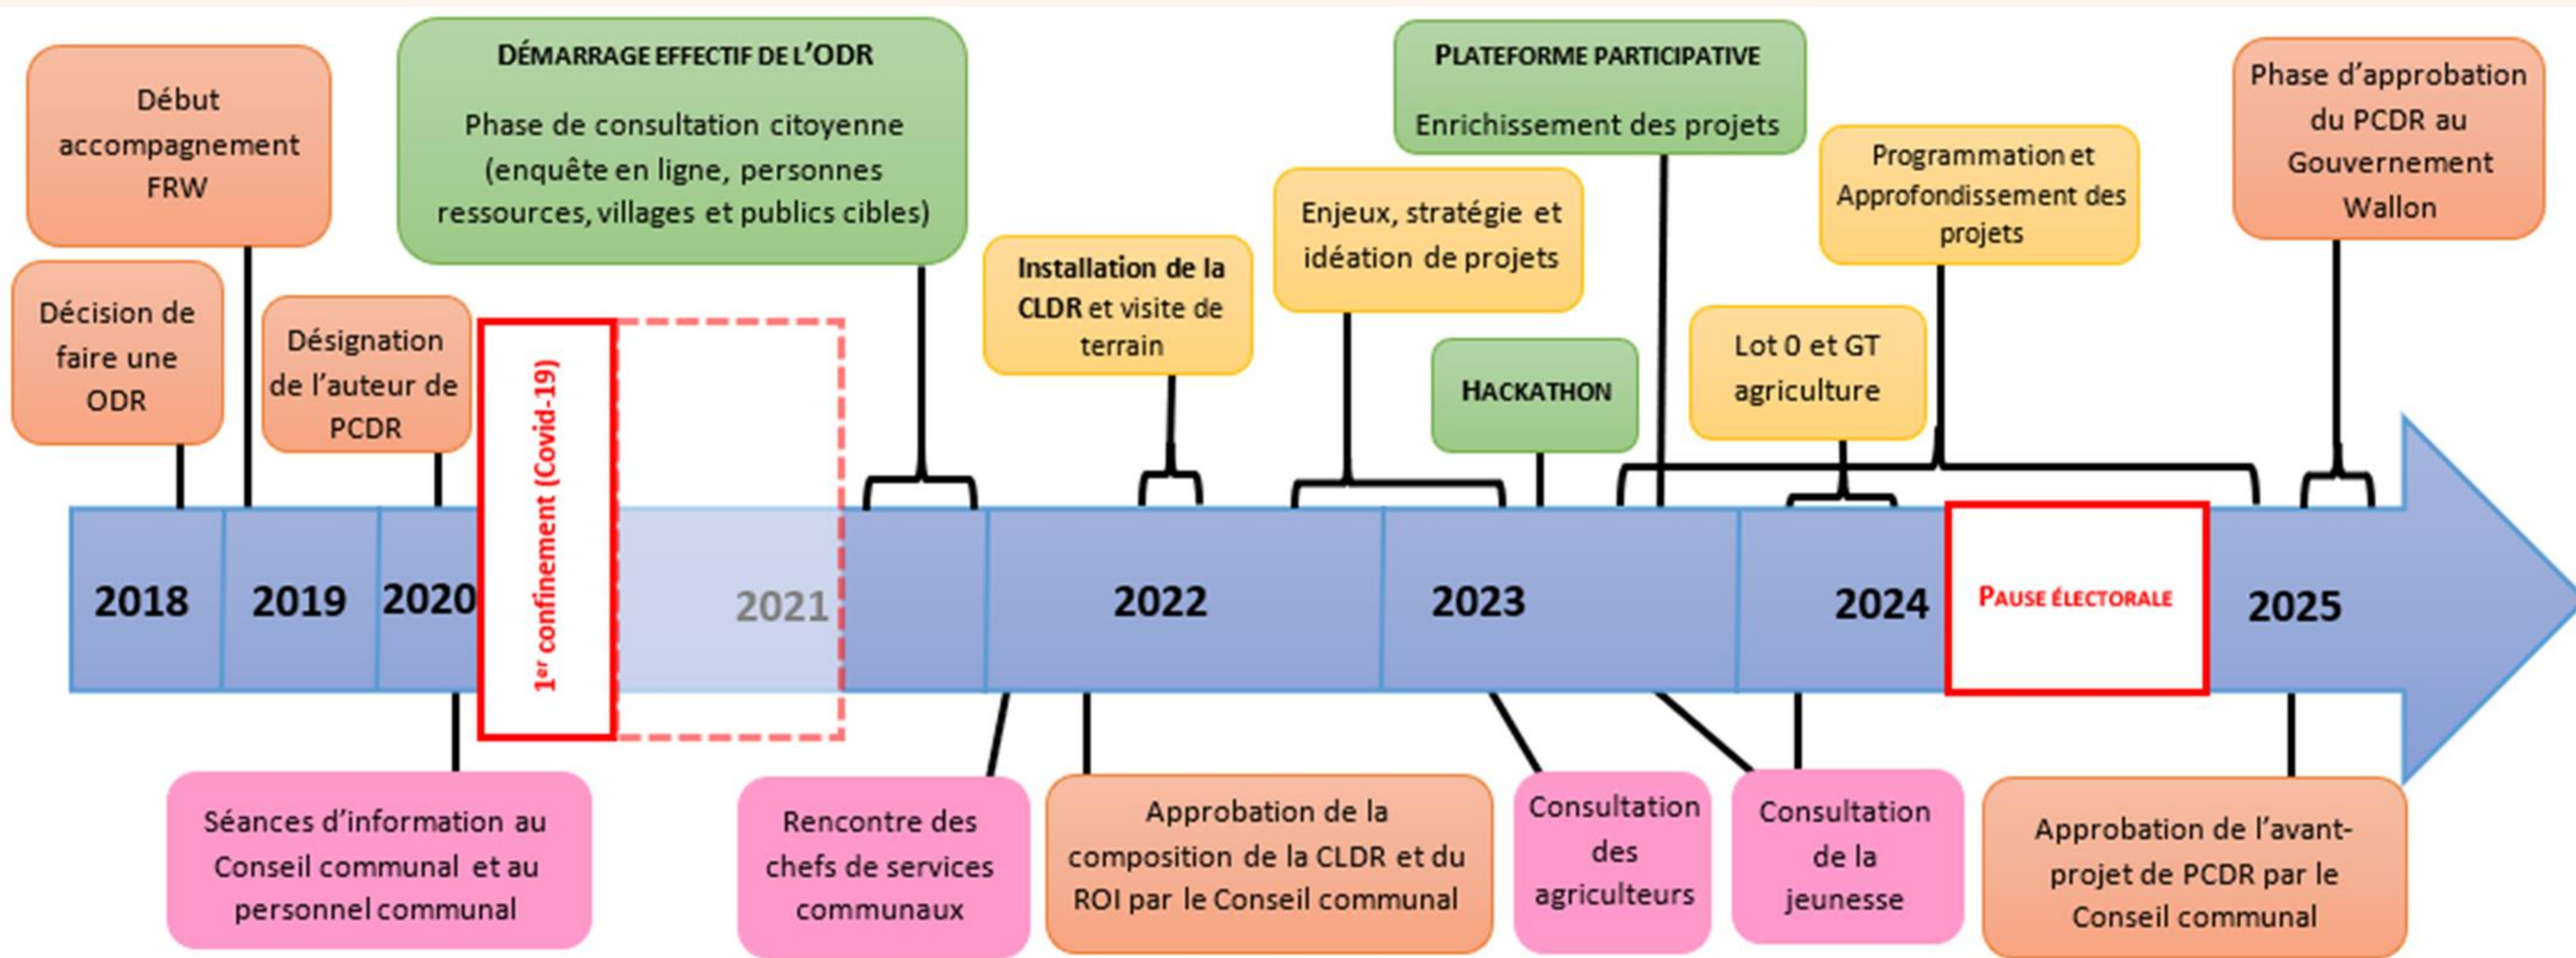 Début
accompagnement
FRW
Décision de
faire une
ODR
Désignation
de l'auteur de
PCDR
1er confinement (Covid-19)
DÉMARRAGE EFFECTIF DE L'ODR
Phase de consultation citoyenne
(enquête en ligne, personnes
ressources, villages et publics cibles)
Installation de la
CLDR et visite de
terrain
Enjeux, stratégie et
idéation de projets
PLATEFORME PARTICIPATIVE
Enrichissement des projets
HACKATHON
Lot 0 et GT
agriculture
Programmation et
Approfondissement des
projets
Phase d'approbation
du PCDR au
Gouvernement
Wallon
2018
2019
2020
2021
2022
2023
2024
PAUSE ÉLECTORALE
2025
Séances d'information au
Conseil communal et au
personnel communal
Rencontre des
chefs de services
communaux
Approbation de la
composition de la CLDR et du
ROI par le Conseil communal
Consultation
des
agriculteurs
Consultation
de la
jeunesse
Approbation de l'avant-
projet de PCDR par le
Conseil communal